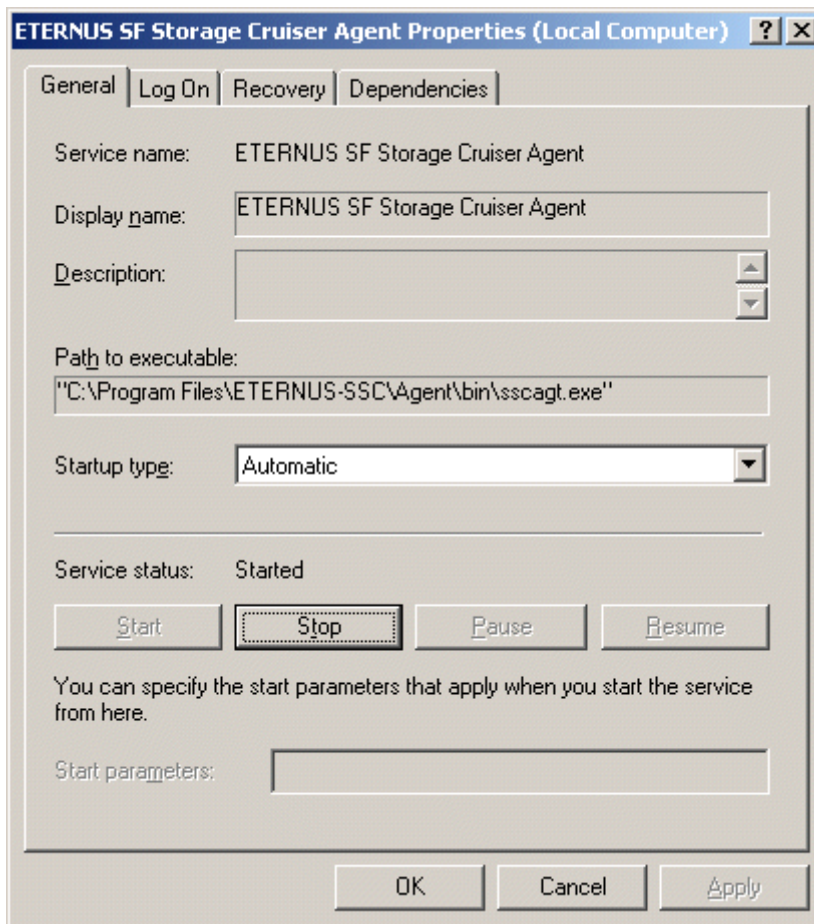 ETERNUS SF Storage Cruiser Agent Properties (Local Computer) ? X
General Log On Recovery Dependencies
Service name: ETERNUS SF Storage Cruiser Agent
Display name: ETERNUS SF Storage Cruiser Agent
Description:
Path to executable:
"C:\Program Files\ETERNUS-SSC\Agent\bin\sscagt.exe"
Startup type: Automatic
Service status: Started
Start Stop Pause Resume
You can specify the start parameters that apply when you start the service
from here.
Start parameters:
OK Cancel Apply